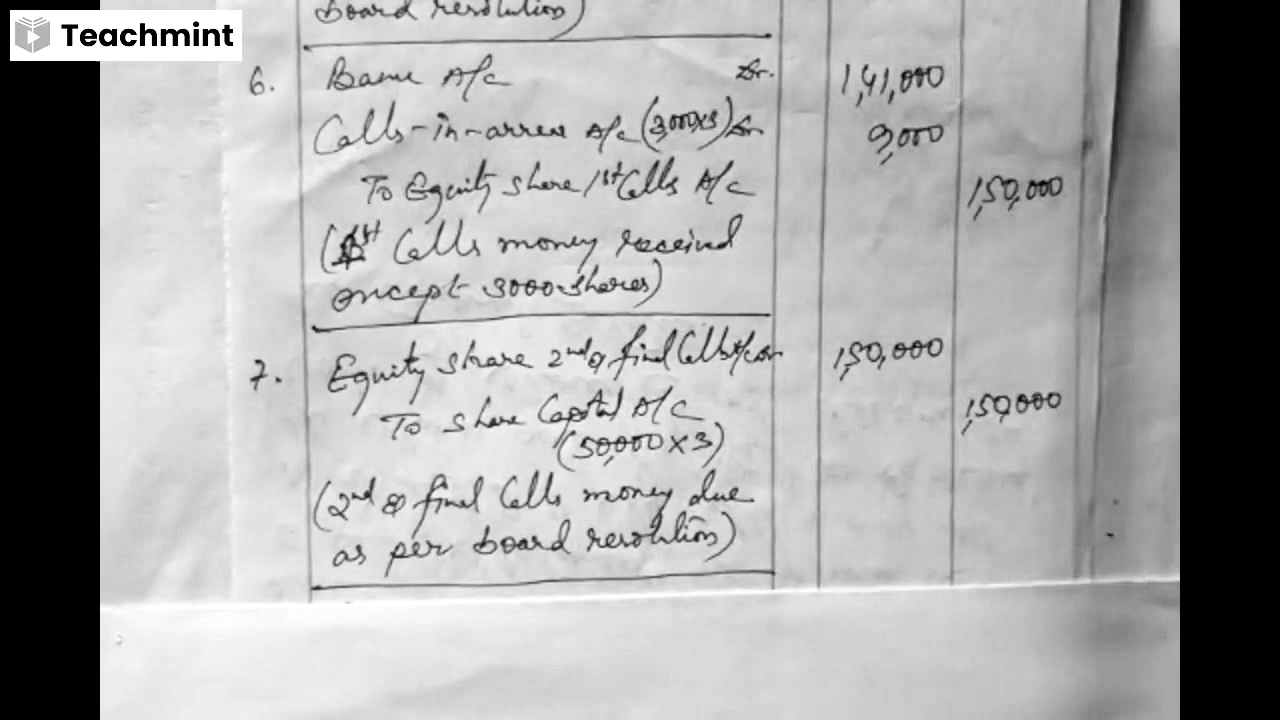 Teachmint
board resolution)
6. Bank A/c Dr. 1,41,000
Calls-in-arrear A/c (3,000x3) Dr 9,000
To Equity share 1st Calls A/c 1,50,000
(1st Calls money received
except 3000 shares)
7. Equity share 2nd & final Calls A/c Dr 1,50,000
To share Capital A/c 1,50,000
(50,000 x 3)
(2nd & final Calls money due
as per board resolution)